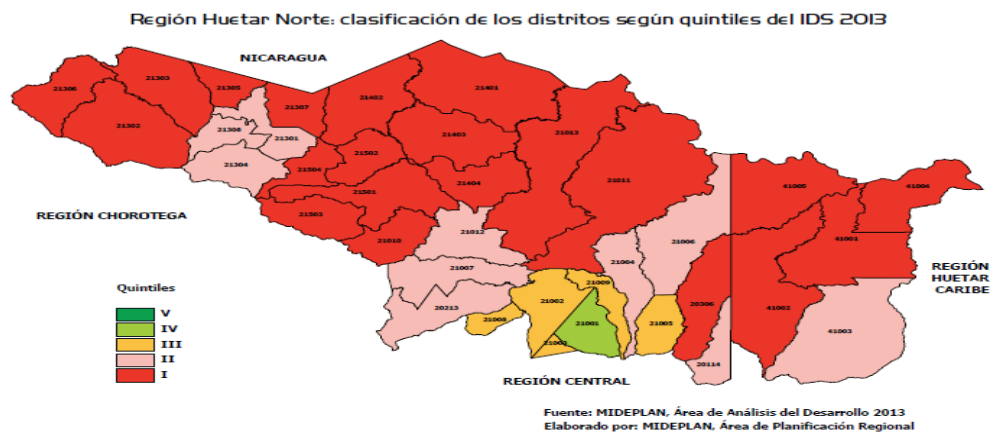 Región Huetar Norte: clasificación de los distritos según quintiles del IDS 2013
NICARAGUA
21306
21303
21305
21307
21402
21401
21302
21308
21301
21403
21013
21304
21504
21502
21404
21011
41005
41004
21501
21503
REGIÓN CHOROTEGA
21010
21012
21006
41001
21004
21007
REGIÓN
HUETAR
CARIBE
Quintiles
V
IV
III
II
I
20213
21002
21009
20306
41002
21008
21001
21005
41003
21003
20114
REGIÓN CENTRAL
Fuente: MIDEPLAN, Área de Análisis del Desarrollo 2013
Elaborado por: MIDEPLAN, Área de Planificación Regional